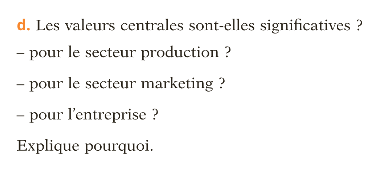 d. Les valeurs centrales sont-elles significatives ?
– pour le secteur production ?
– pour le secteur marketing ?
– pour l'entreprise ?
Explique pourquoi.